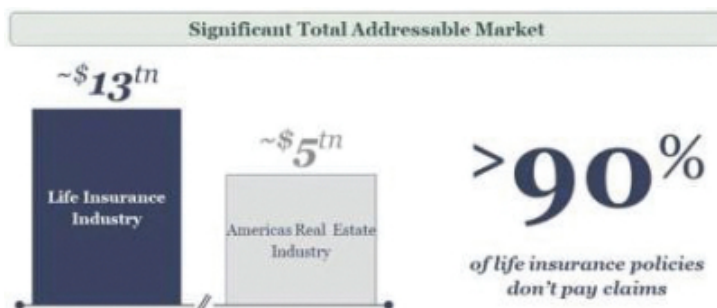 Significant Total Addressable Market
~$13tn
~$5tn
Life Insurance
Industry
Americas Real Estate
Industry
>90%
of life insurance policies
don't pay claims